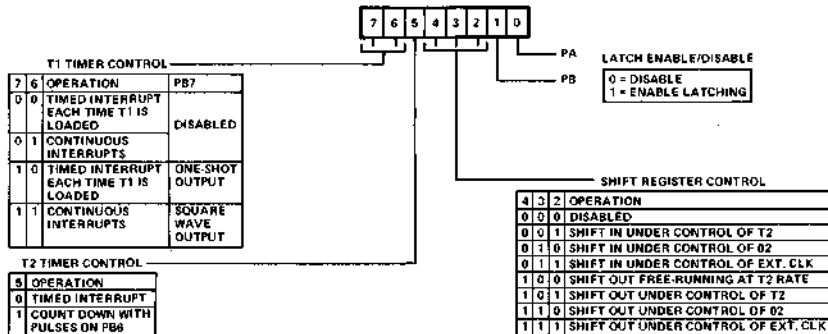 7 6 5 4 3 2 1 0
PA
PB
LATCH ENABLE/DISABLE
0 = DISABLE
1 = ENABLE LATCHING
T1 TIMER CONTROL
7 6 OPERATION PB7
0 0 TIMED INTERRUPT
EACH TIME T1 IS
LOADED
DISABLED
0 1 CONTINUOUS
INTERRUPTS
1 0 TIMED INTERRUPT
EACH TIME T1 IS
LOADED
ONE-SHOT
OUTPUT
1 1 CONTINUOUS
INTERRUPTS
SQUARE
WAVE
OUTPUT
T2 TIMER CONTROL
5 OPERATION
0 TIMED INTERRUPT
1 COUNT DOWN WITH
PULSES ON PB6
SHIFT REGISTER CONTROL
4 3 2 OPERATION
0 0 0 DISABLED
0 0 1 SHIFT IN UNDER CONTROL OF T2
0 1 0 SHIFT IN UNDER CONTROL OF 02
0 1 1 SHIFT IN UNDER CONTROL OF EXT. CLK
1 0 0 SHIFT OUT FREE-RUNNING AT T2 RATE
1 0 1 SHIFT OUT UNDER CONTROL OF T2
1 1 0 SHIFT OUT UNDER CONTROL OF 02
1 1 1 SHIFT OUT UNDER CONTROL OF EXT. CLK